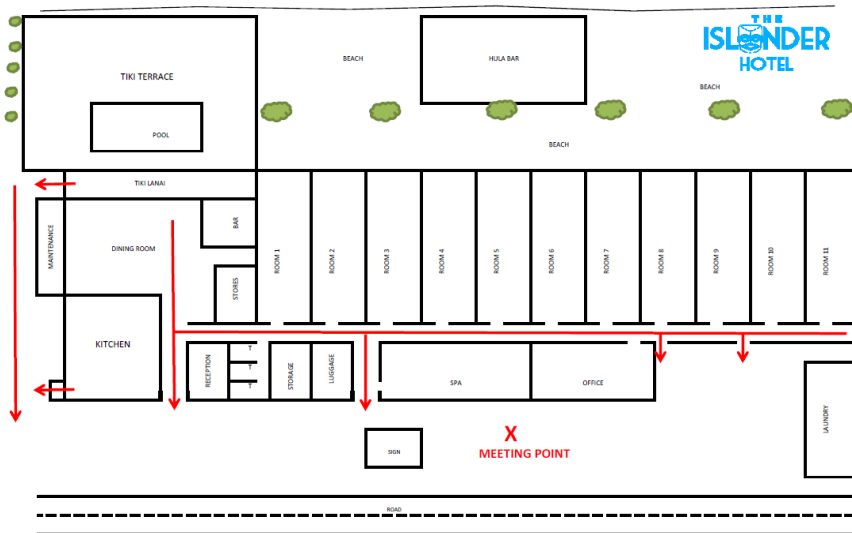 THE
ISLANDER
HOTEL
BEACH
HULA BAR
TIKI TERRACE
BEACH
POOL
BEACH
TIKI LANAI
MAINTENANCE
DINING ROOM
BAR
STORES
ROOM 1
ROOM 2
ROOM 3
ROOM 4
ROOM 5
ROOM 6
ROOM 7
ROOM 8
ROOM 9
ROOM 10
ROOM 11
KITCHEN
RECEPTION
T
T
T
STORAGE
LUGGAGE
SPA
OFFICE
LAUNDRY
X
MEETING POINT
SIGN
ROAD